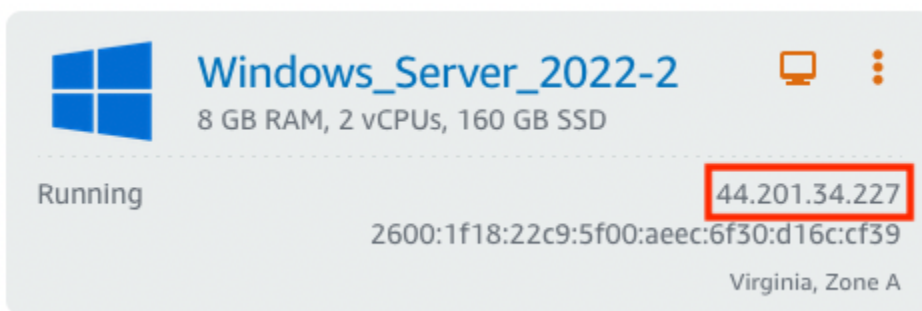 Windows_Server_2022-2
8 GB RAM, 2 vCPUs, 160 GB SSD
Running 44.201.34.227
2600:1f18:22c9:5f00:aeec:6f30:d16c:cf39
Virginia, Zone A